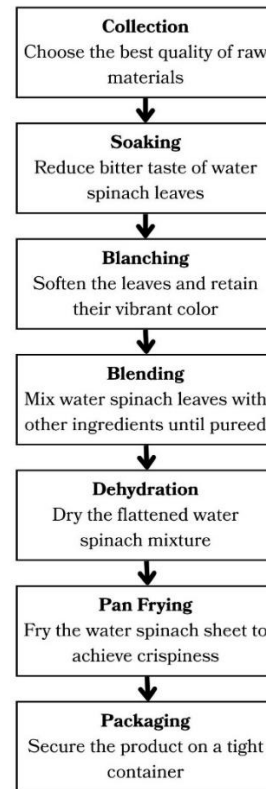 Collection
Choose the best quality of raw
materials
Soaking
Reduce bitter taste of water
spinach leaves
Blanching
Soften the leaves and retain
their vibrant color
Blending
Mix water spinach leaves with
other ingredients until pureed
Dehydration
Dry the flattened water
spinach mixture
Pan Frying
Fry the water spinach sheet to
achieve crispiness
Packaging
Secure the product on a tight
container